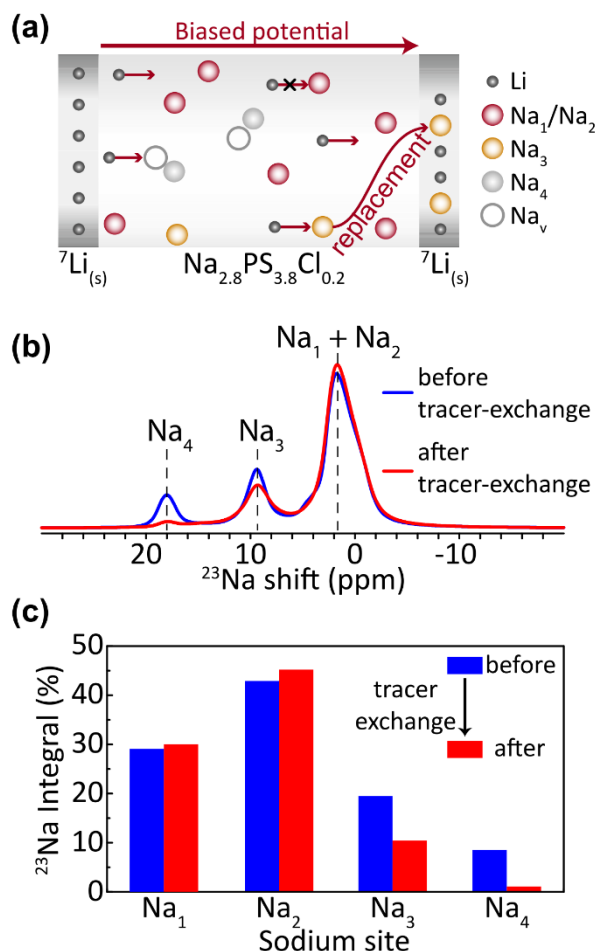 (a)
Biased potential
Li
Na₁/Na₂
Na₃
Na₄
Naᵥ
replacement
⁷Li₍ₛ₎
Na₂.₈PS₃.₈Cl₀.₂
⁷Li₍ₛ₎
(b)
Na₁ + Na₂
before
tracer-exchange
after
tracer-exchange
Na₄
Na₃
20 10 0 -10
²³Na shift (ppm)
(c)
50
40
30
20
10
0
²³Na Integral (%)
before
tracer
exchange
after
Na₁ Na₂ Na₃ Na₄
Sodium site